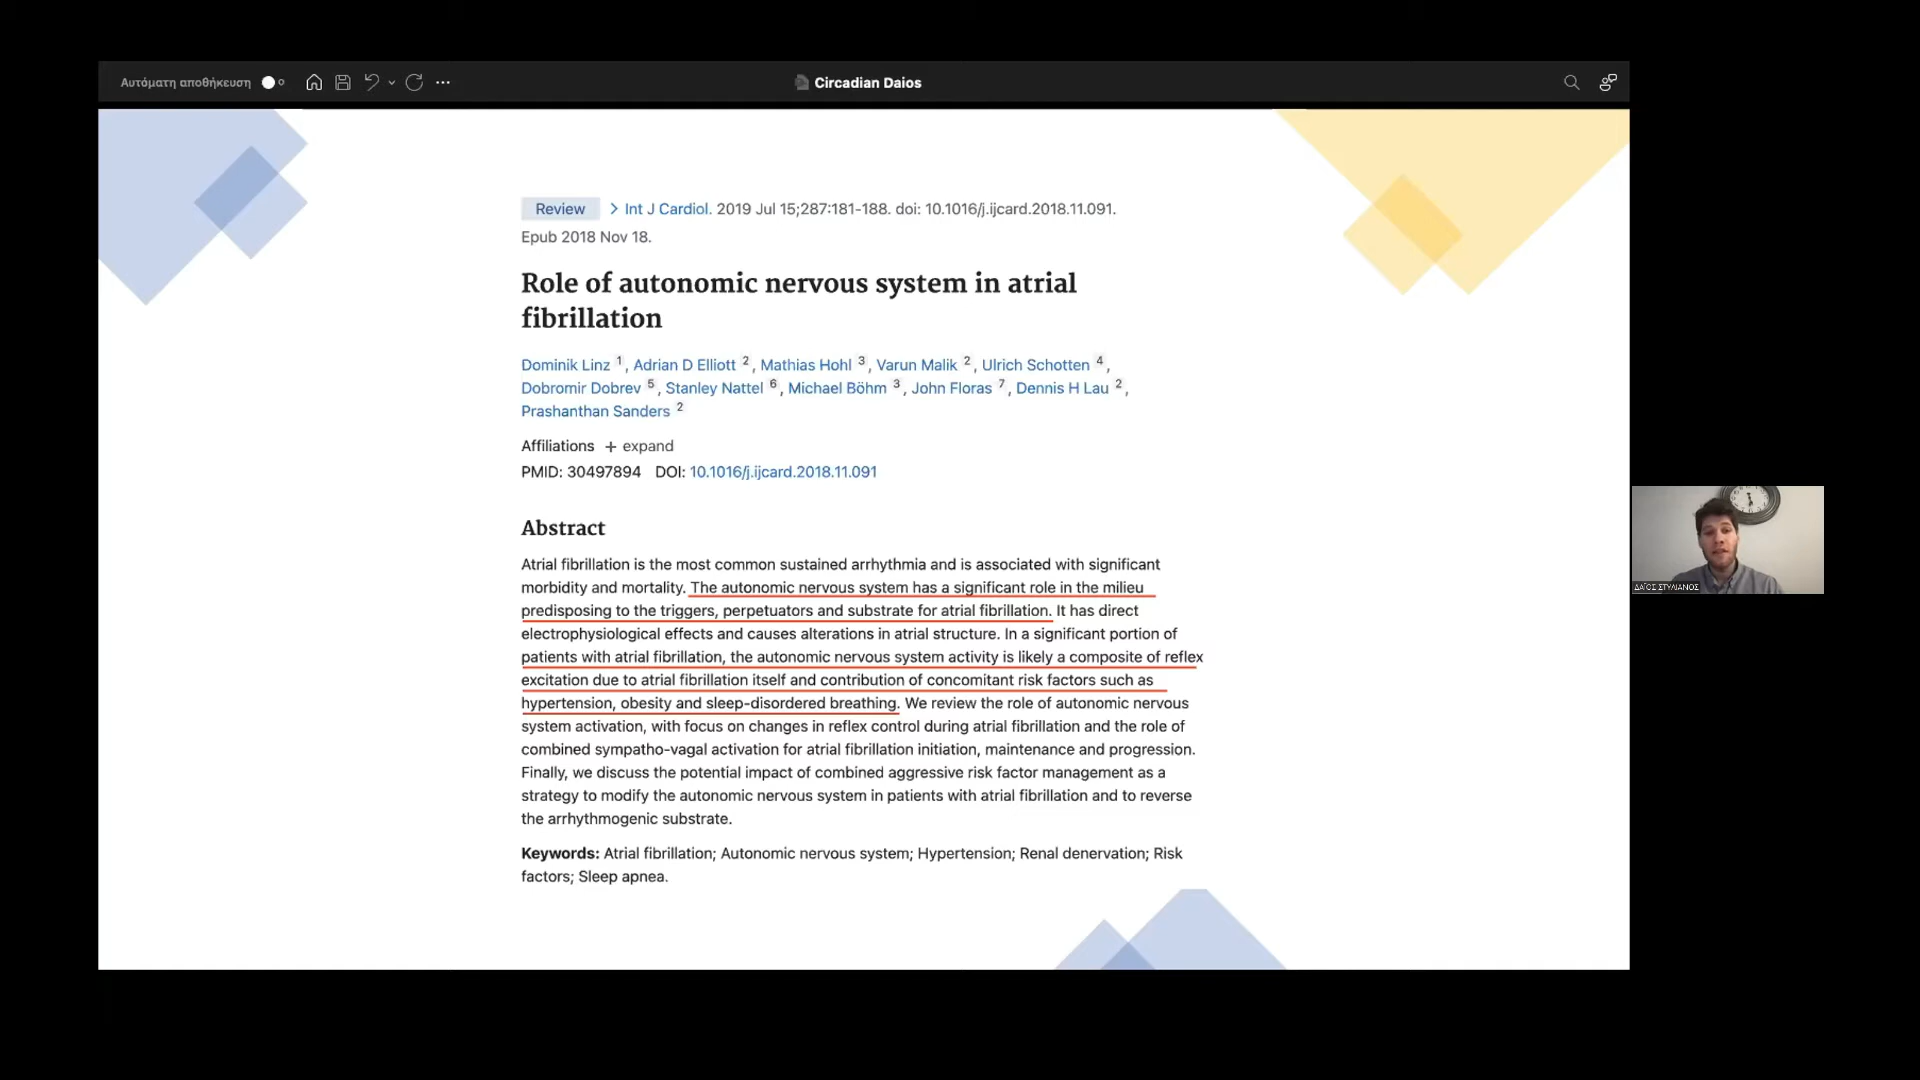 Αυτόματη αποθήκευση
Circadian Daios
Review > Int J Cardiol. 2019 Jul 15;287:181-188. doi: 10.1016/j.ijcard.2018.11.091.
Epub 2018 Nov 18.
Role of autonomic nervous system in atrial
fibrillation
Dominik Linz 1, Adrian D Elliott 2, Mathias Hohl 3, Varun Malik 2, Ulrich Schotten 4,
Dobromir Dobrev 5, Stanley Nattel 6, Michael Böhm 3, John Floras 7, Dennis H Lau 2,
Prashanthan Sanders 2
Affiliations + expand
PMID: 30497894 DOI: 10.1016/j.ijcard.2018.11.091
Abstract
Atrial fibrillation is the most common sustained arrhythmia and is associated with significant
morbidity and mortality. The autonomic nervous system has a significant role in the milieu
predisposing to the triggers, perpetuators and substrate for atrial fibrillation. It has direct
electrophysiological effects and causes alterations in atrial structure. In a significant portion of
patients with atrial fibrillation, the autonomic nervous system activity is likely a composite of reflex
excitation due to atrial fibrillation itself and contribution of concomitant risk factors such as
hypertension, obesity and sleep-disordered breathing. We review the role of autonomic nervous
system activation, with focus on changes in reflex control during atrial fibrillation and the role of
combined sympatho-vagal activation for atrial fibrillation initiation, maintenance and progression.
Finally, we discuss the potential impact of combined aggressive risk factor management as a
strategy to modify the autonomic nervous system in patients with atrial fibrillation and to reverse
the arrhythmogenic substrate.
Keywords: Atrial fibrillation; Autonomic nervous system; Hypertension; Renal denervation; Risk
factors; Sleep apnea.
ΔΑΪΟΣ ΣΤΥΛΙΑΝΟΣ